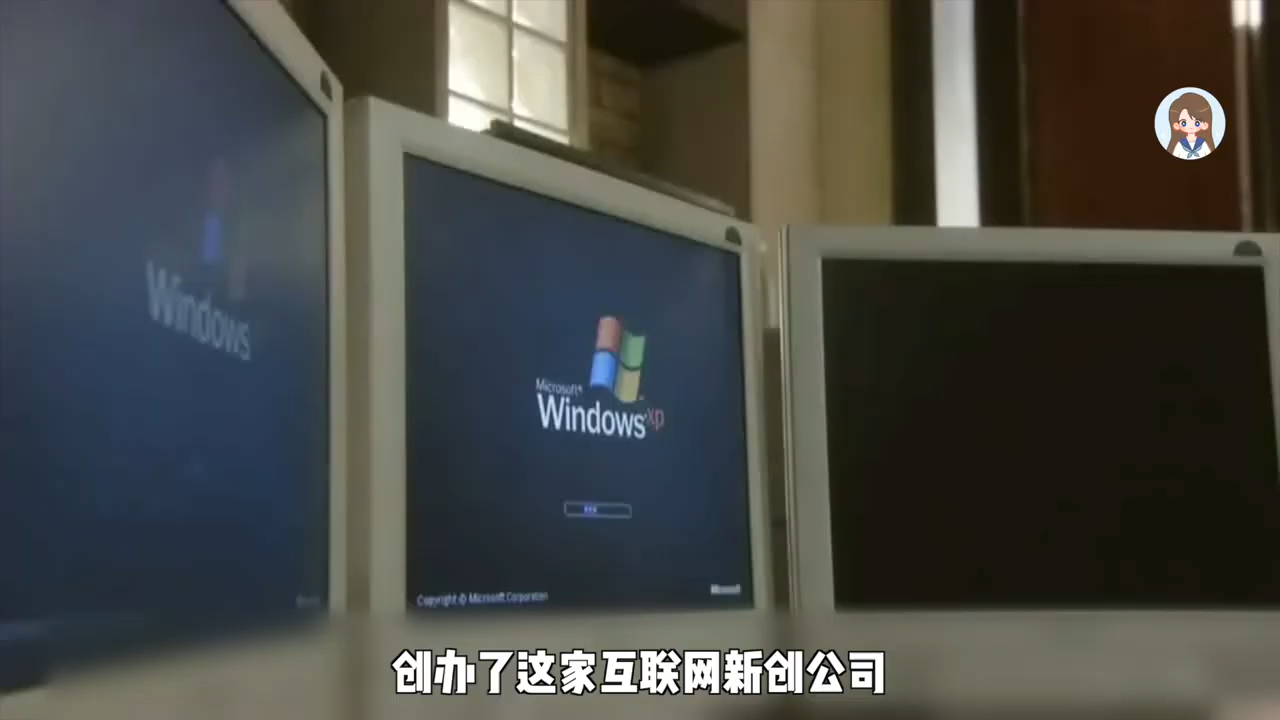 Windows
Microsoft®
Windows xp
Copyright © Microsoft Corporation
Microsoft
创办了这家互联网新创公司